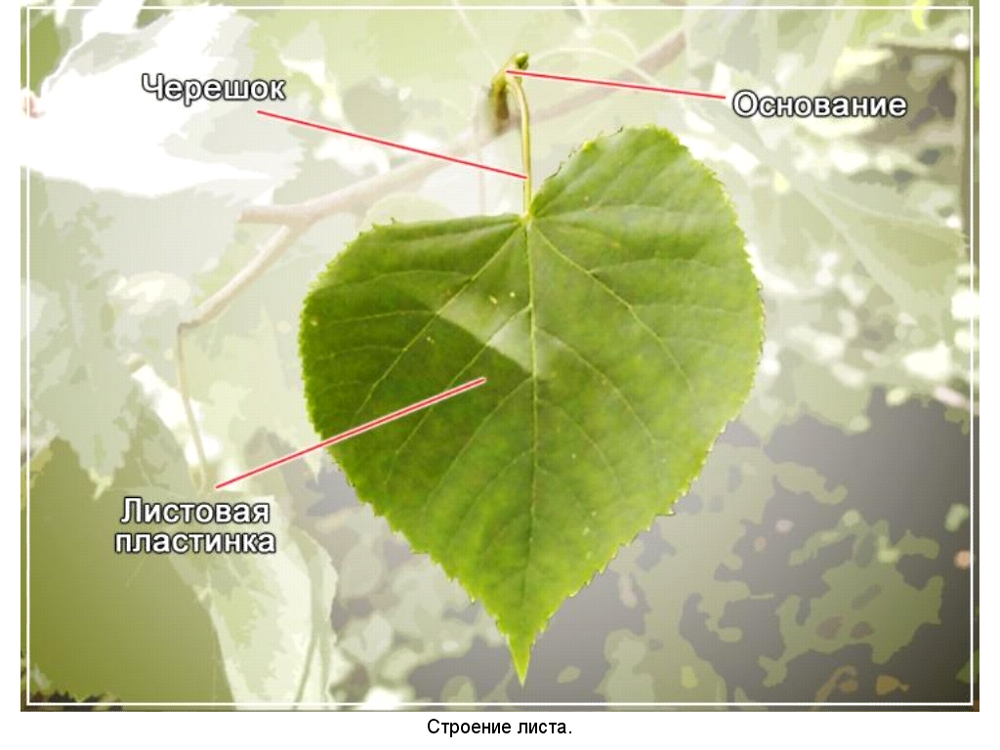 Черешок
Основание
Листовая
пластинка
Строение листа.